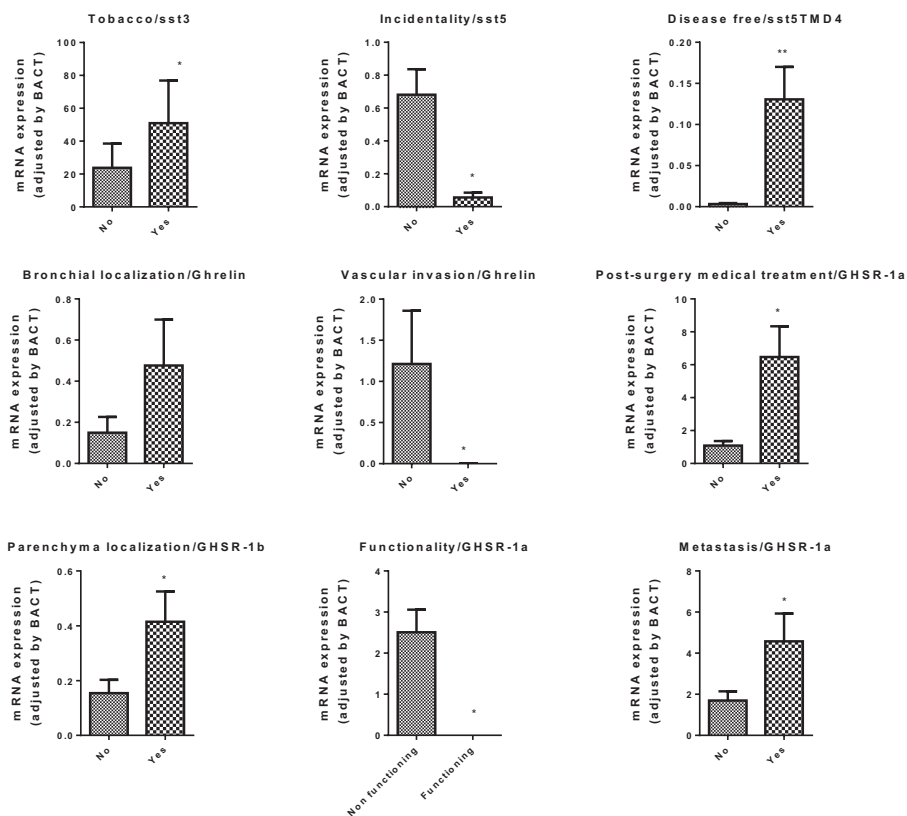 Tobacco/sst3
mRNA expression
(adjusted by BACT)
100
80
60
40
20
0
*
No
Yes
Incidentality/sst5
mRNA expression
(adjusted by BACT)
1.0
0.8
0.6
0.4
0.2
0.0
*
No
Yes
Disease free/sst5TMD4
mRNA expression
(adjusted by BACT)
0.20
0.15
0.10
0.05
0.00
**
No
Yes
Bronchial localization/Ghrelin
mRNA expression
(adjusted by BACT)
0.8
0.6
0.4
0.2
0.0
No
Yes
Vascular invasion/Ghrelin
mRNA expression
(adjusted by BACT)
2.0
1.5
1.0
0.5
0.0
*
No
Yes
Post-surgery medical treatment/GHSR-1a
mRNA expression
(adjusted by BACT)
10
8
6
4
2
0
*
No
Yes
Parenchyma localization/GHSR-1b
mRNA expression
(adjusted by BACT)
0.6
0.4
0.2
0.0
*
No
Yes
Functionality/GHSR-1a
mRNA expression
(adjusted by BACT)
4
3
2
1
0
*
Non functioning
Functioning
Metastasis/GHSR-1a
mRNA expression
(adjusted by BACT)
8
6
4
2
0
*
No
Yes